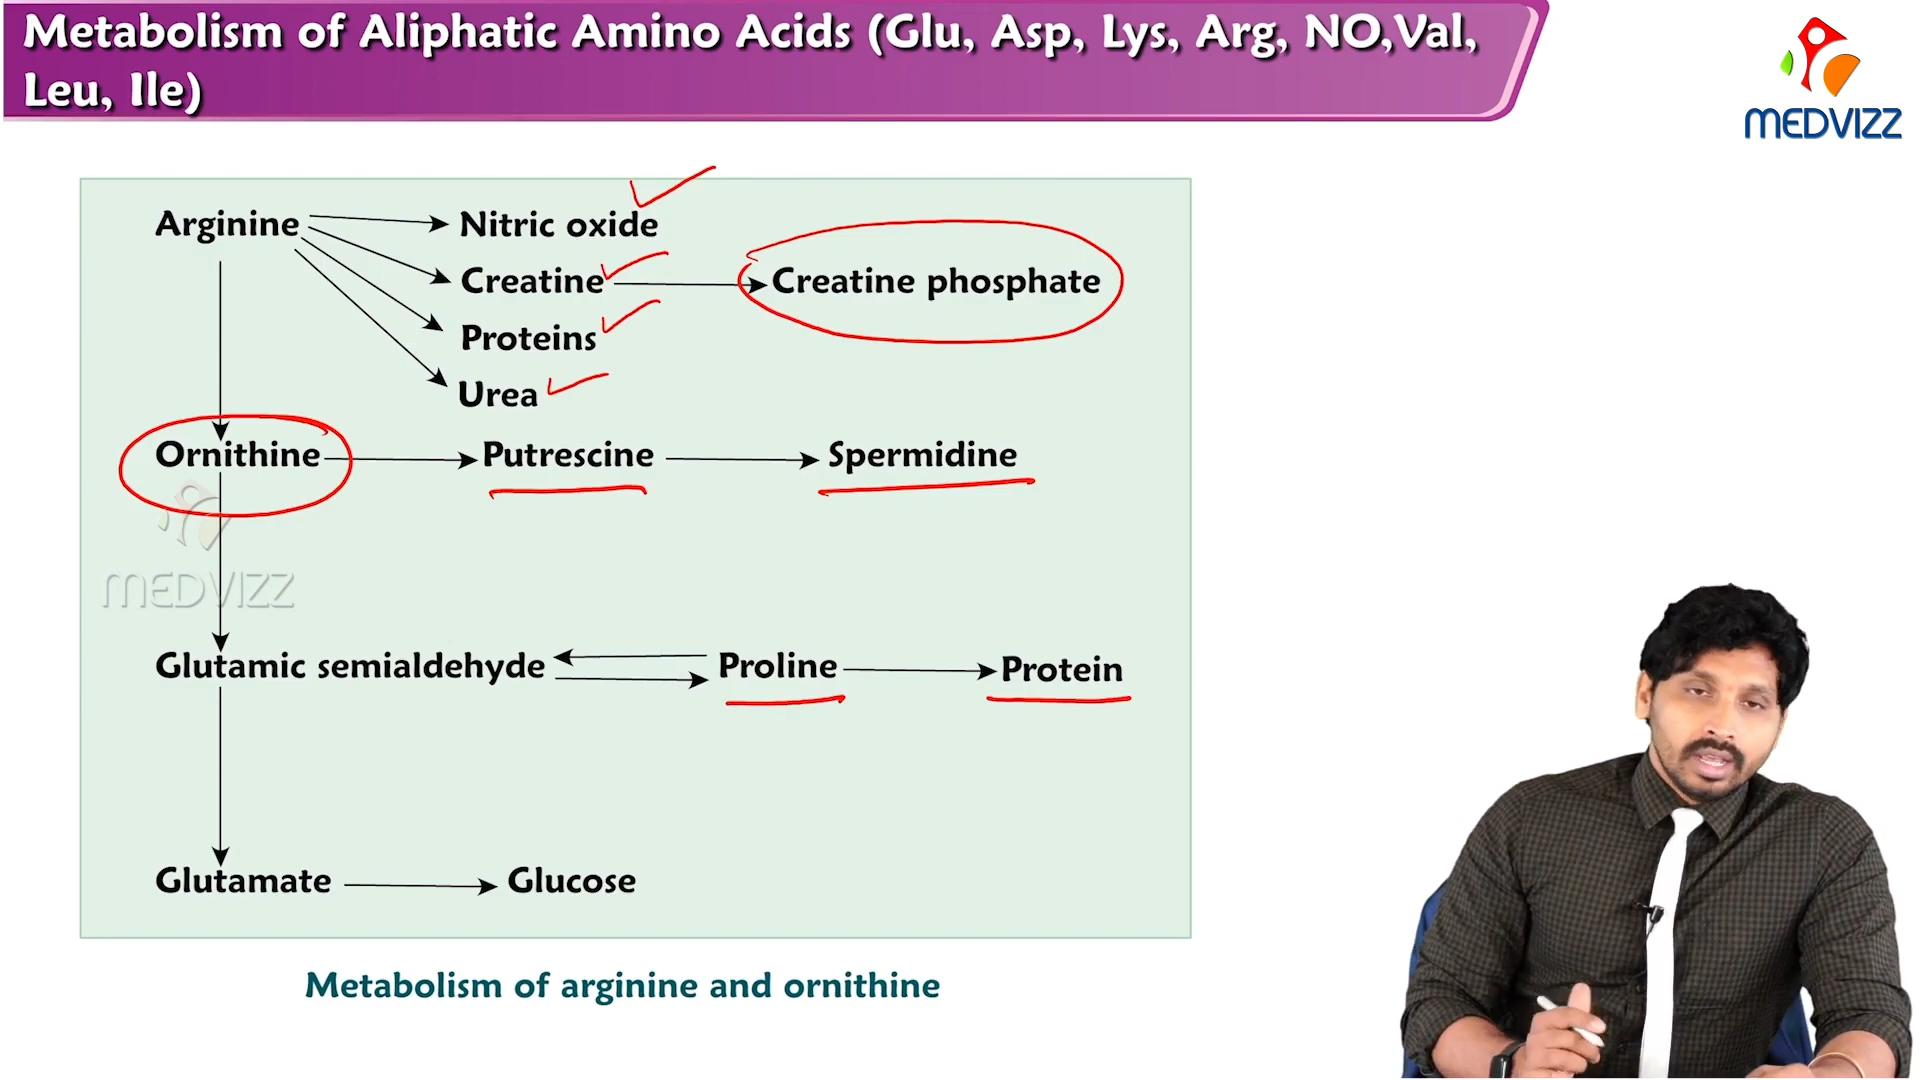 Metabolism of Aliphatic Amino Acids (Glu, Asp, Lys, Arg, NO,Val,
Leu, Ile)
MEDVIZZ
Arginine
Nitric oxide
Creatine
Creatine phosphate
Proteins
Urea
Ornithine
Putrescine
Spermidine
MEDVIZZ
Glutamic semialdehyde
Proline
Protein
Glutamate
Glucose
Metabolism of arginine and ornithine